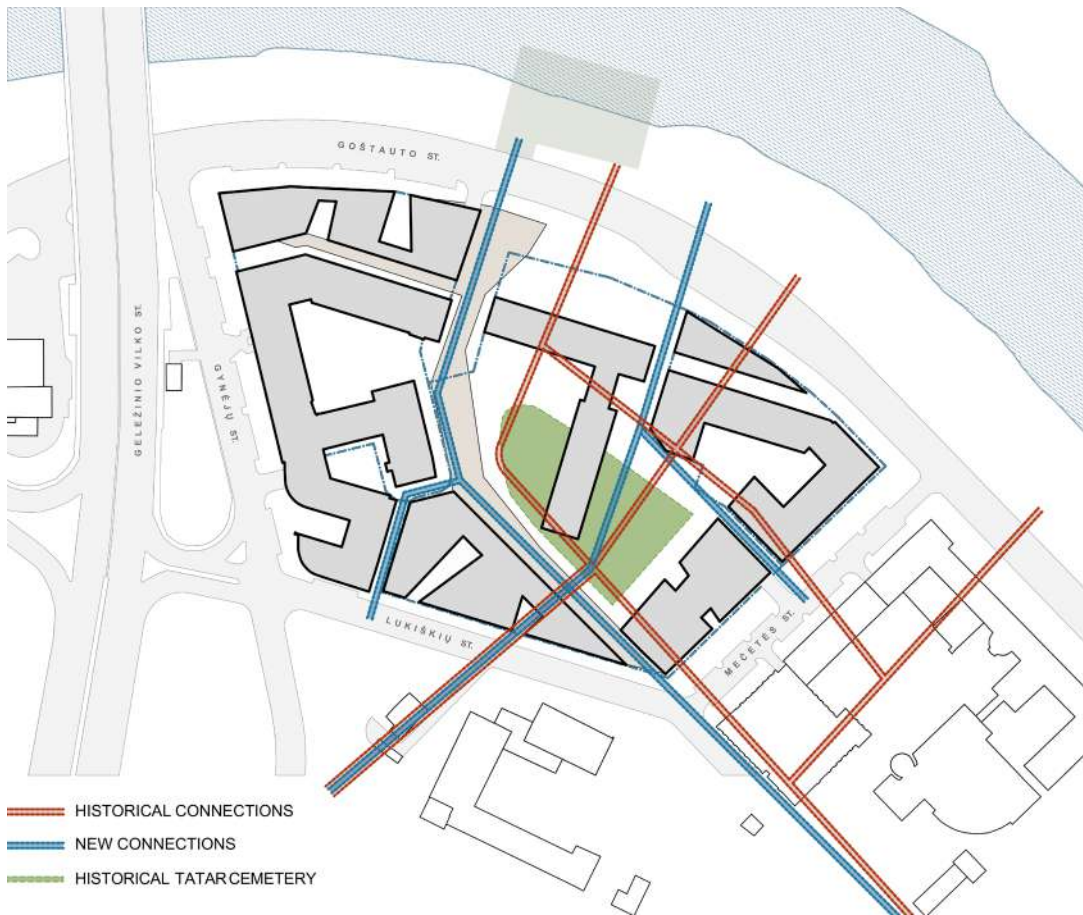 GOŠTAUTO ST.
GELEŽINIO VILKO ST.
GYNĖJŲ ST.
LUKIŠKIŲ ST.
MEČETĖS ST.
HISTORICAL CONNECTIONS
NEW CONNECTIONS
HISTORICAL TATAR CEMETERY